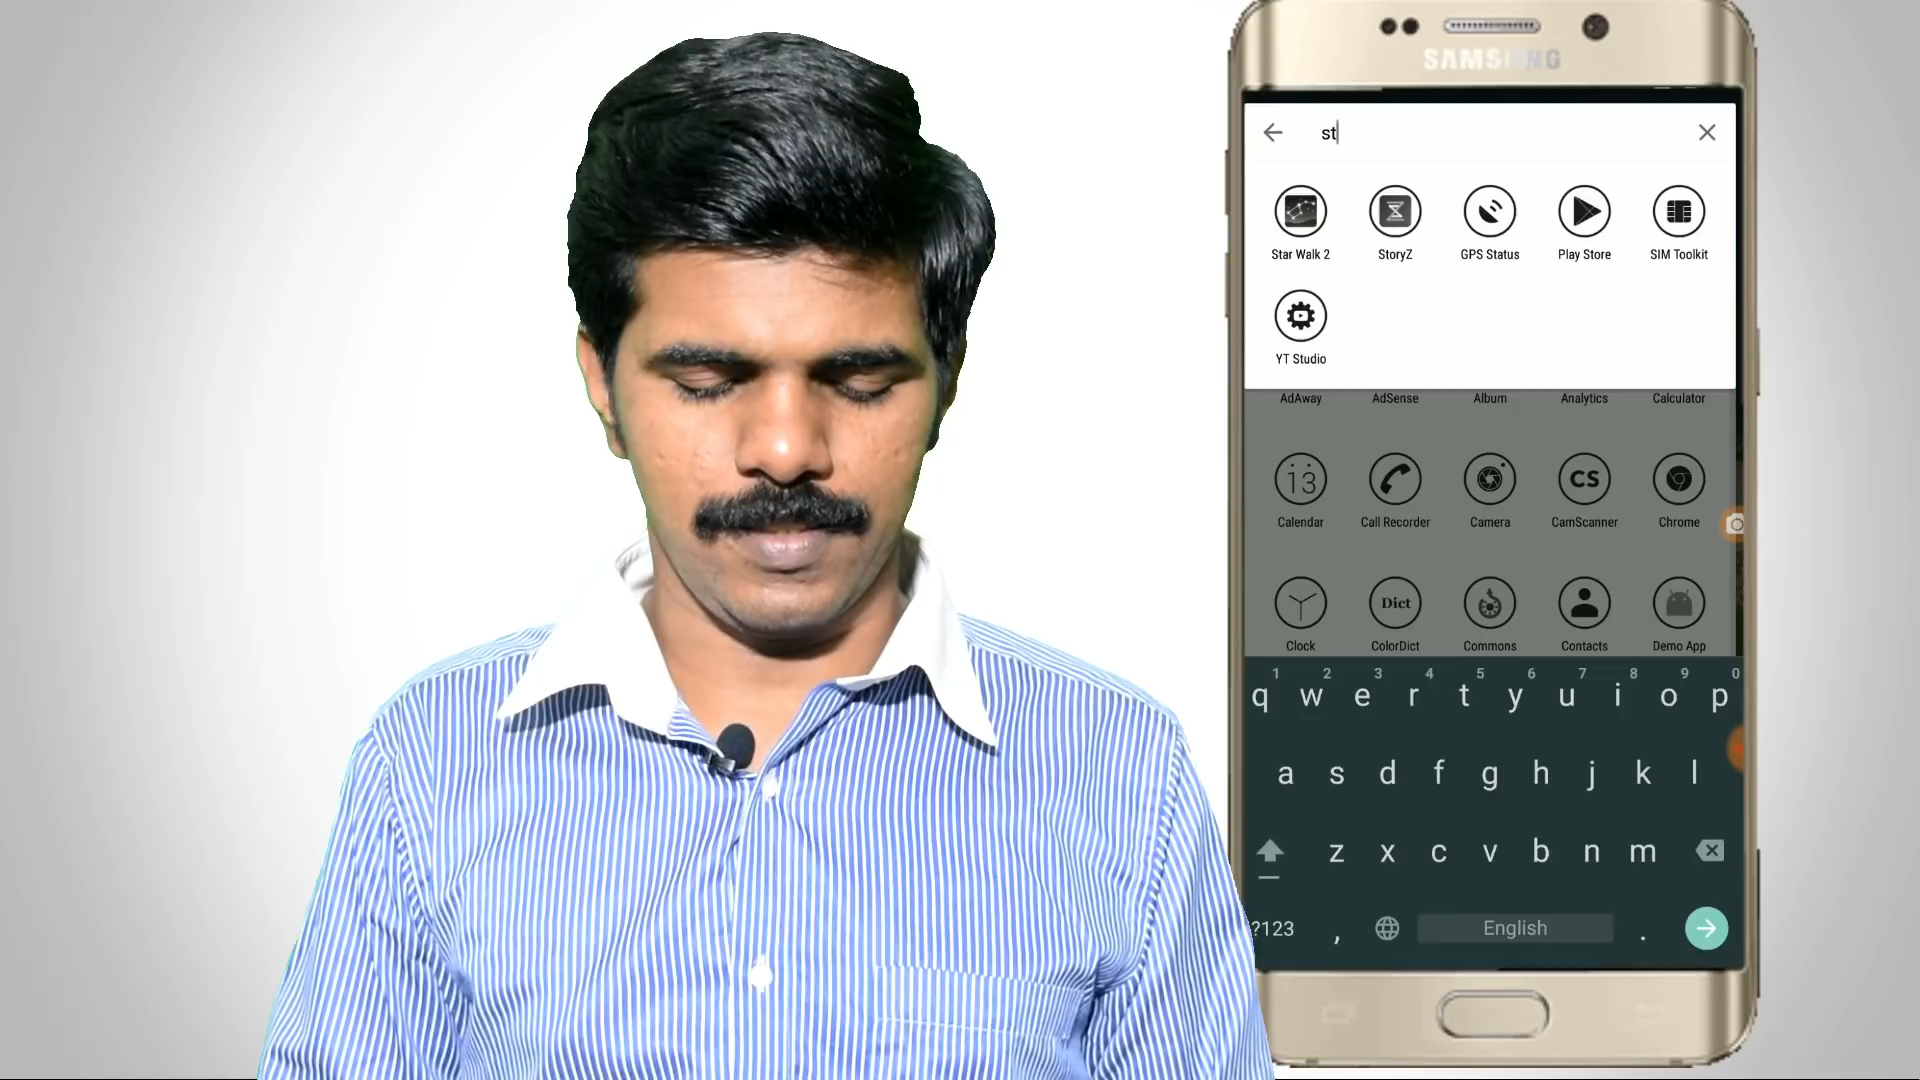 SAMSUNG
st
Star Walk 2
StoryZ
GPS Status
Play Store
SIM Toolkit
YT Studio
AdAway
AdSense
Album
Analytics
Calculator
13
CS
Calendar
Call Recorder
Camera
CamScanner
Chrome
Dict
Clock
ColorDict
Commons
Contacts
Demo App
1 2 3 4 5 6 7 8 9 0
q w e r t y u i o p
a s d f g h j k l
z x c v b n m
?123 , English .